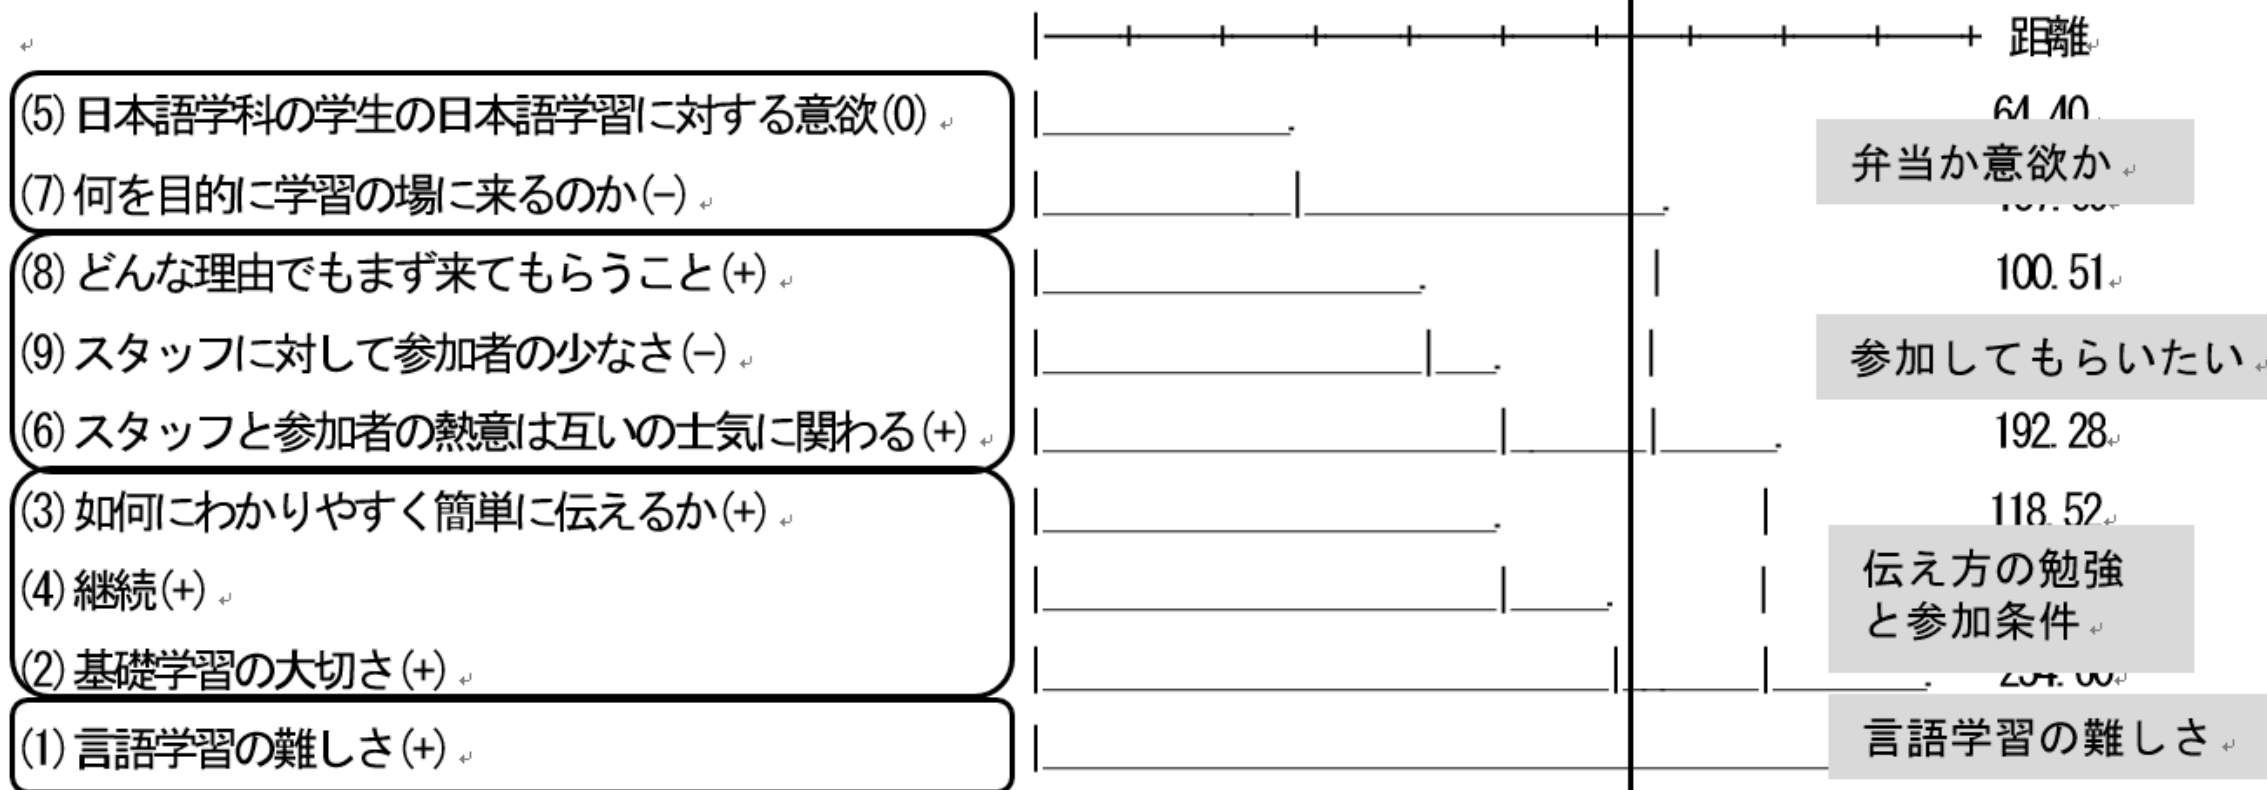 距離
(5) 日本語学科の学生の日本語学習に対する意欲(0) 64.40
弁当か意欲か
(7) 何を目的に学習の場に来るのか(−)
(8) どんな理由でもまず来てもらうこと(+) 100.51
(9) スタッフに対して参加者の少なさ(−)
参加してもらいたい
(6) スタッフと参加者の熱意は互いの士気に関わる(+) 192.28
(3) 如何にわかりやすく簡単に伝えるか(+) 118.52
(4) 継続(+)
伝え方の勉強
と参加条件
(2) 基礎学習の大切さ(+)
(1) 言語学習の難しさ(+)
言語学習の難しさ